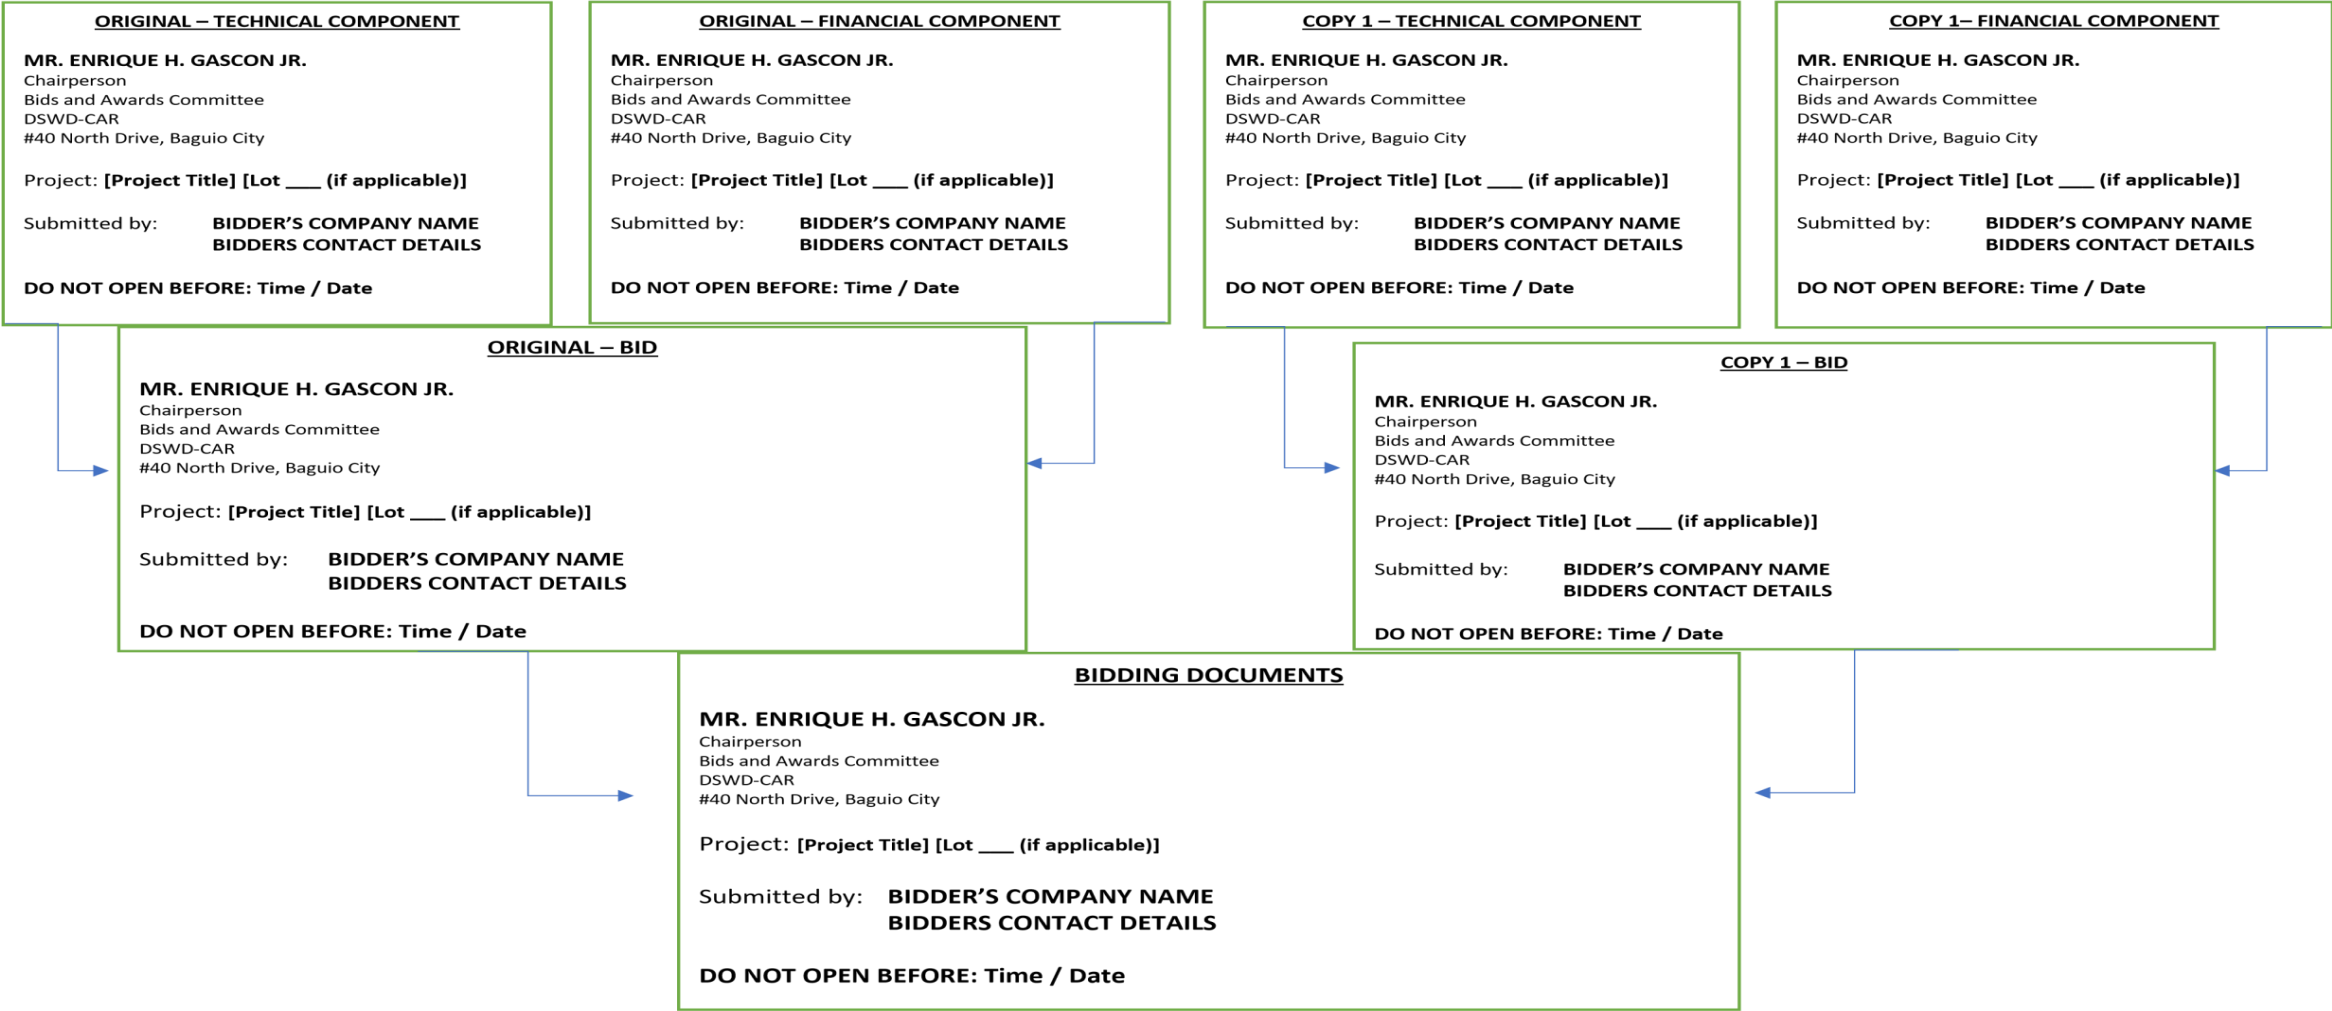 ORIGINAL – TECHNICAL COMPONENT
MR. ENRIQUE H. GASCON JR.
Chairperson
Bids and Awards Committee
DSWD-CAR
#40 North Drive, Baguio City
Project: [Project Title] [Lot ___ (if applicable)]
Submitted by: BIDDER’S COMPANY NAME
BIDDERS CONTACT DETAILS
DO NOT OPEN BEFORE: Time / Date
ORIGINAL – FINANCIAL COMPONENT
MR. ENRIQUE H. GASCON JR.
Chairperson
Bids and Awards Committee
DSWD-CAR
#40 North Drive, Baguio City
Project: [Project Title] [Lot ___ (if applicable)]
Submitted by: BIDDER’S COMPANY NAME
BIDDERS CONTACT DETAILS
DO NOT OPEN BEFORE: Time / Date
COPY 1 – TECHNICAL COMPONENT
MR. ENRIQUE H. GASCON JR.
Chairperson
Bids and Awards Committee
DSWD-CAR
#40 North Drive, Baguio City
Project: [Project Title] [Lot ___ (if applicable)]
Submitted by: BIDDER’S COMPANY NAME
BIDDERS CONTACT DETAILS
DO NOT OPEN BEFORE: Time / Date
COPY 1– FINANCIAL COMPONENT
MR. ENRIQUE H. GASCON JR.
Chairperson
Bids and Awards Committee
DSWD-CAR
#40 North Drive, Baguio City
Project: [Project Title] [Lot ___ (if applicable)]
Submitted by: BIDDER’S COMPANY NAME
BIDDERS CONTACT DETAILS
DO NOT OPEN BEFORE: Time / Date
ORIGINAL – BID
MR. ENRIQUE H. GASCON JR.
Chairperson
Bids and Awards Committee
DSWD-CAR
#40 North Drive, Baguio City
Project: [Project Title] [Lot ___ (if applicable)]
Submitted by: BIDDER’S COMPANY NAME
BIDDERS CONTACT DETAILS
DO NOT OPEN BEFORE: Time / Date
COPY 1 – BID
MR. ENRIQUE H. GASCON JR.
Chairperson
Bids and Awards Committee
DSWD-CAR
#40 North Drive, Baguio City
Project: [Project Title] [Lot ___ (if applicable)]
Submitted by: BIDDER’S COMPANY NAME
BIDDERS CONTACT DETAILS
DO NOT OPEN BEFORE: Time / Date
BIDDING DOCUMENTS
MR. ENRIQUE H. GASCON JR.
Chairperson
Bids and Awards Committee
DSWD-CAR
#40 North Drive, Baguio City
Project: [Project Title] [Lot ___ (if applicable)]
Submitted by: BIDDER’S COMPANY NAME
BIDDERS CONTACT DETAILS
DO NOT OPEN BEFORE: Time / Date